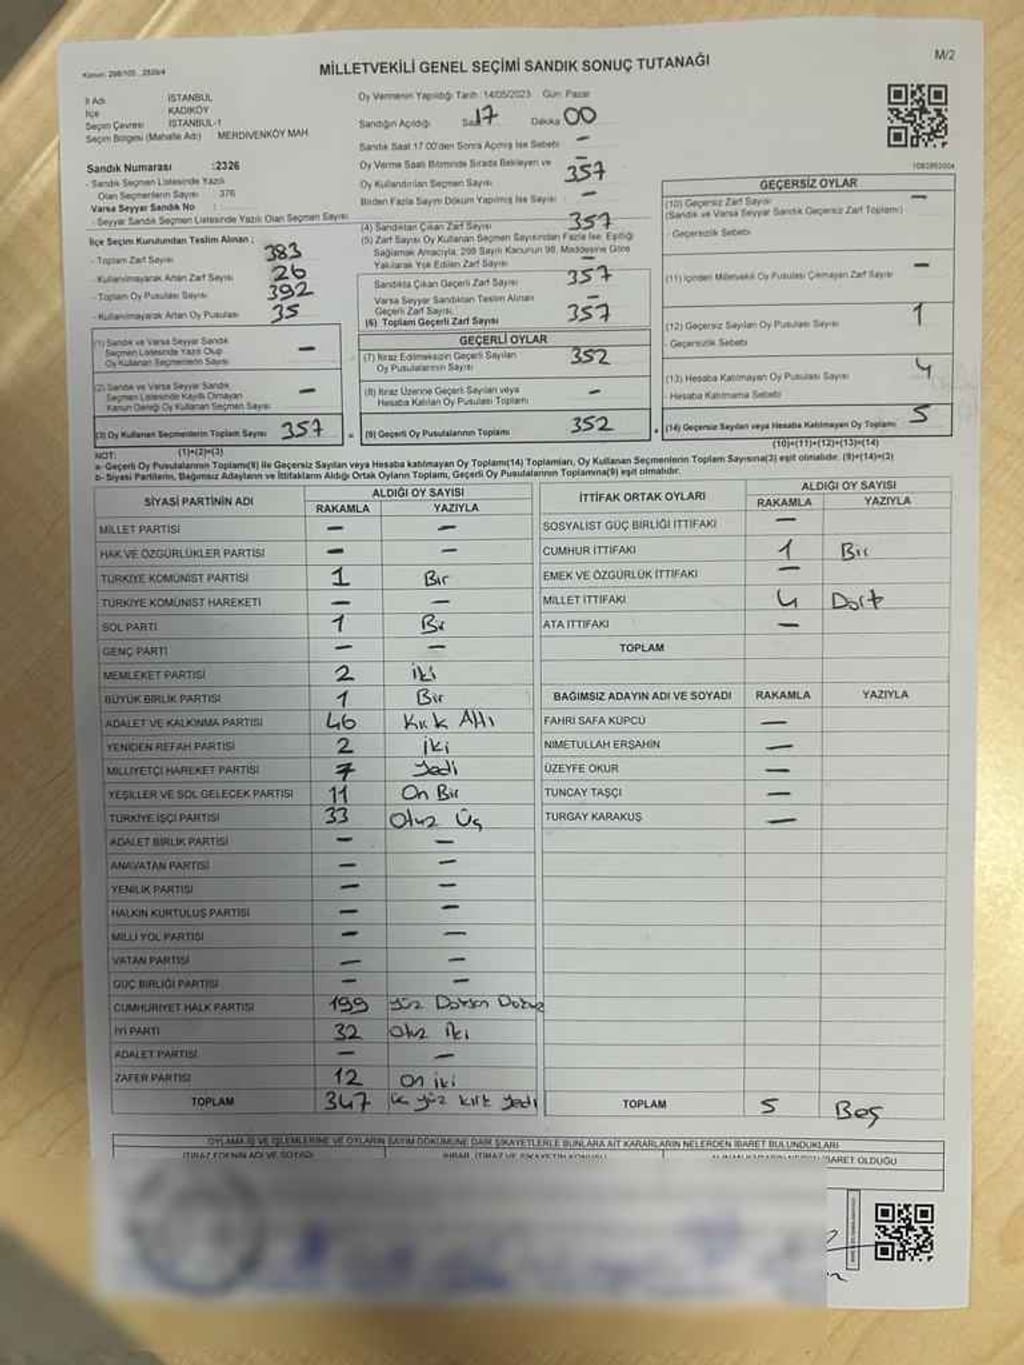 MİLLETVEKİLİ GENEL SEÇİMİ SANDIK SONUÇ TUTANAĞI
M/2
İl Adı İSTANBUL
İlçe KADIKÖY
Seçim Çevresi İSTANBUL-1
Seçim Bölgesi (Mahalle Adı) MERDİVENKÖY MAH
Sandık Numarası :2326
- Sandık Seçmen Listesinde Yazılı
Olan Seçmenlerin Sayısı : 376
Varsa Seyyar Sandık No :
- Seyyar Sandık Seçmen Listesinde Yazılı Olan Seçmen Sayısı
İlçe Seçim Kurulundan Teslim Alınan ;
- Toplam Zarf Sayısı 383
- Kullanılmayarak Artan Zarf Sayısı 26
- Toplam Oy Pusulası Sayısı 392
- Kullanılmayarak Artan Oy Pusulası 35
(1) Sandık ve Varsa Seyyar Sandık
Seçmen Listesinde Yazılı Olup
Oy Kullanan Seçmenlerin Sayısı –
(2) Sandık ve Varsa Seyyar Sandık
Seçmen Listesinde Kayıtlı Olmayan
Kanun Gereği Oy Kullanan Seçmen Sayısı –
(3) Oy Kullanan Seçmenlerin Toplam Sayısı 357
(1)+(2)=(3)
Oy Vermenin Yapıldığı Tarih : 14/05/2023 Gün: Pazar
Sandığın Açıldığı Saat 17 Dakika 00
Sandık Saat 17.00'den Sonra Açılmış İse Sebebi –
Oy Verme Saati Bitiminde Sırada Bekleyen ve –
Oy Kullandırılan Seçmen Sayısı 357
Birden Fazla Sayım Döküm Yapılmış İse Sayısı –
(4) Sandıktan Çıkan Zarf Sayısı 357
(5) Zarf Sayısı Oy Kullanan Seçmen Sayısından Fazla İse, Eşitliği
Sağlamak Amacıyla, 298 Sayılı Kanunun 98. Maddesine Göre
Yakılarak Yok Edilen Zarf Sayısı –
Sandıkta Çıkan Geçerli Zarf Sayısı 357
Varsa Seyyar Sandıktan Teslim Alınan
Geçerli Zarf Sayısı –
(6) Toplam Geçerli Zarf Sayısı 357
GEÇERLİ OYLAR
(7) İtiraz Edilmeksizin Geçerli Sayılan
Oy Pusulalarının Sayısı 352
(8) İtiraz Üzerine Geçerli Sayılan veya
Hesaba Katılan Oy Pusulası Toplamı –
(9) Geçerli Oy Pusulalarının Toplamı 352
GEÇERSİZ OYLAR
(10) Geçersiz Zarf Sayısı
(Sandık ve Varsa Seyyar Sandık Geçersiz Zarf Toplamı) –
- Geçersizlik Sebebi
(11) İçinden Milletvekili Oy Pusulası Çıkmayan Zarf Sayısı –
(12) Geçersiz Sayılan Oy Pusulası Sayısı 1
- Geçersizlik Sebebi
(13) Hesaba Katılmayan Oy Pusulası Sayısı 4
- Hesaba Katılmama Sebebi
(14) Geçersiz Sayılan veya Hesaba Katılmayan Oy Toplamı 5
(10)+(11)+(12)+(13)=(14)
NOT:
a- Geçerli Oy Pusulalarının Toplamı(9) ile Geçersiz Sayılan veya Hesaba katılmayan Oy Toplamı(14) Toplamları, Oy Kullanan Seçmenlerin Toplam Sayısına(3) eşit olmalıdır. (9)+(14)=(3)
b- Siyasi Partilerin, Bağımsız Adayların ve İttifakların Aldığı Oyların Toplamı, Geçerli Oy Pusulalarının Toplamına(9) eşit olmalıdır.
SİYASİ PARTİNİN ADI ALDIĞI OY SAYISI
RAKAMLA YAZIYLA
MİLLET PARTİSİ – –
HAK VE ÖZGÜRLÜKLER PARTİSİ – –
TÜRKİYE KOMÜNİST PARTİSİ 1 Bir
TÜRKİYE KOMÜNİST HAREKETİ – –
SOL PARTİ 1 Bir
GENÇ PARTİ – –
MEMLEKET PARTİSİ 2 İki
BÜYÜK BİRLİK PARTİSİ 1 Bir
ADALET VE KALKINMA PARTİSİ 46 Kırk Altı
YENİDEN REFAH PARTİSİ 2 İki
MİLLİYETÇİ HAREKET PARTİSİ 7 Yedi
YEŞİLLER VE SOL GELECEK PARTİSİ 11 On Bir
TÜRKİYE İŞÇİ PARTİSİ 33 Otuz Üç
ADALET BİRLİK PARTİSİ – –
ANAVATAN PARTİSİ – –
YENİLİK PARTİSİ – –
HALKIN KURTULUŞ PARTİSİ – –
MİLLİ YOL PARTİSİ – –
VATAN PARTİSİ – –
GÜÇ BİRLİĞİ PARTİSİ – –
CUMHURİYET HALK PARTİSİ 199 Yüz Doksan Dokuz
İYİ PARTİ 32 Otuz İki
ADALET PARTİSİ – –
ZAFER PARTİSİ 12 On iki
TOPLAM 347 Üç yüz kırk yedi
İTTİFAK ORTAK OYLARI ALDIĞI OY SAYISI
RAKAMLA YAZIYLA
SOSYALİST GÜÇ BİRLİĞİ İTTİFAKI –
CUMHUR İTTİFAKI 1 Bir
EMEK VE ÖZGÜRLÜK İTTİFAKI –
MİLLET İTTİFAKI 4 Dört
ATA İTTİFAKI –
TOPLAM
BAĞIMSIZ ADAYIN ADI VE SOYADI RAKAMLA YAZIYLA
FAHRİ SAFA KÜPCÜ –
NİMETULLAH ERŞAHİN –
ÜZEYFE OKUR –
TUNCAY TAŞÇI –
TURGAY KARAKUŞ –
TOPLAM 5 Beş
OYLAMA İŞ VE İŞLEMLERİNE VE OYLARIN SAYIM DÖKÜMÜNE DAİR ŞİKAYETLERLE BUNLARA AİT KARARLARIN NELERDEN İBARET BULUNDUKLARI
İTİRAZ EDENİN ADI VE SOYADI
İBARET OLDUĞU